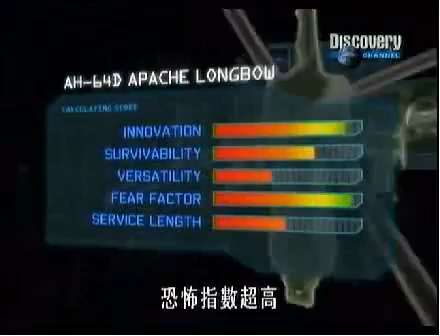 Discovery
CHANNEL
AH-64D APACHE LONGBOW
CALCULATING SCORE
INNOVATION
SURVIVABILITY
VERSATILITY
FEAR FACTOR
SERVICE LENGTH
恐怖指數超高